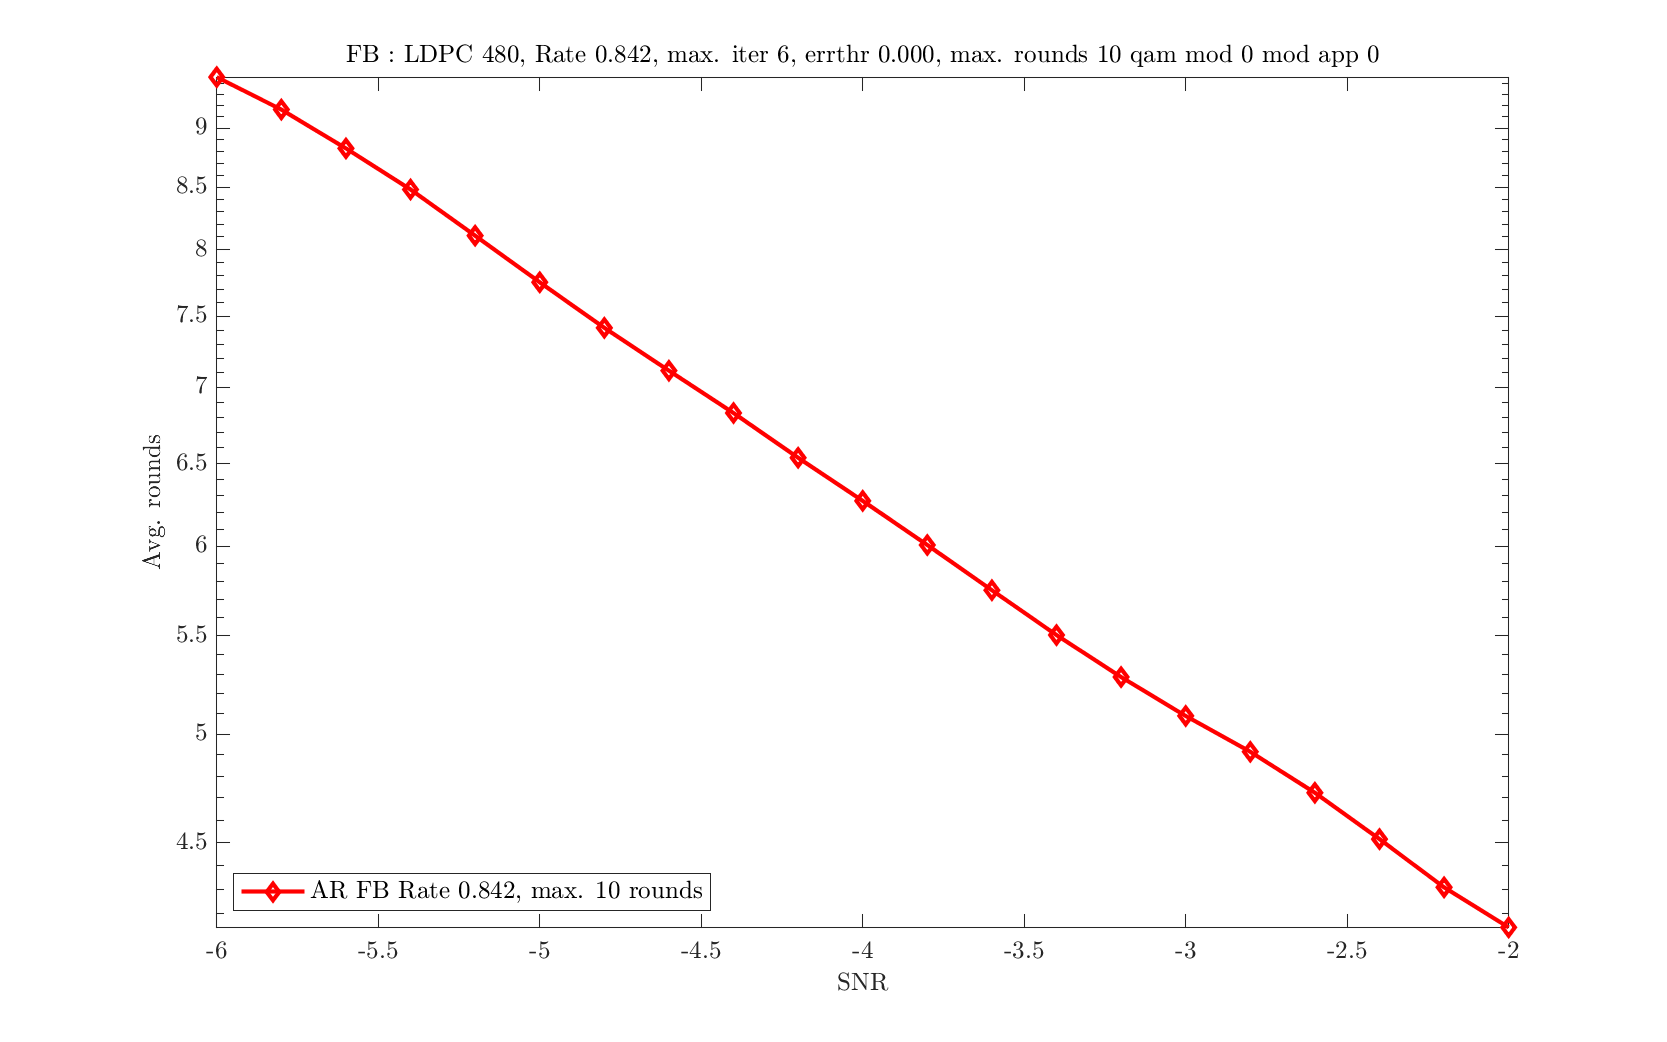 FB : LDPC 480, Rate 0.842, max. iter 6, errthr 0.000, max. rounds 10 qam mod 0 mod app 0
9
8.5
8
7.5
7
6.5
6
5.5
5
4.5
Avg. rounds
AR FB Rate 0.842, max. 10 rounds
-6 -5.5 -5 -4.5 -4 -3.5 -3 -2.5 -2
SNR